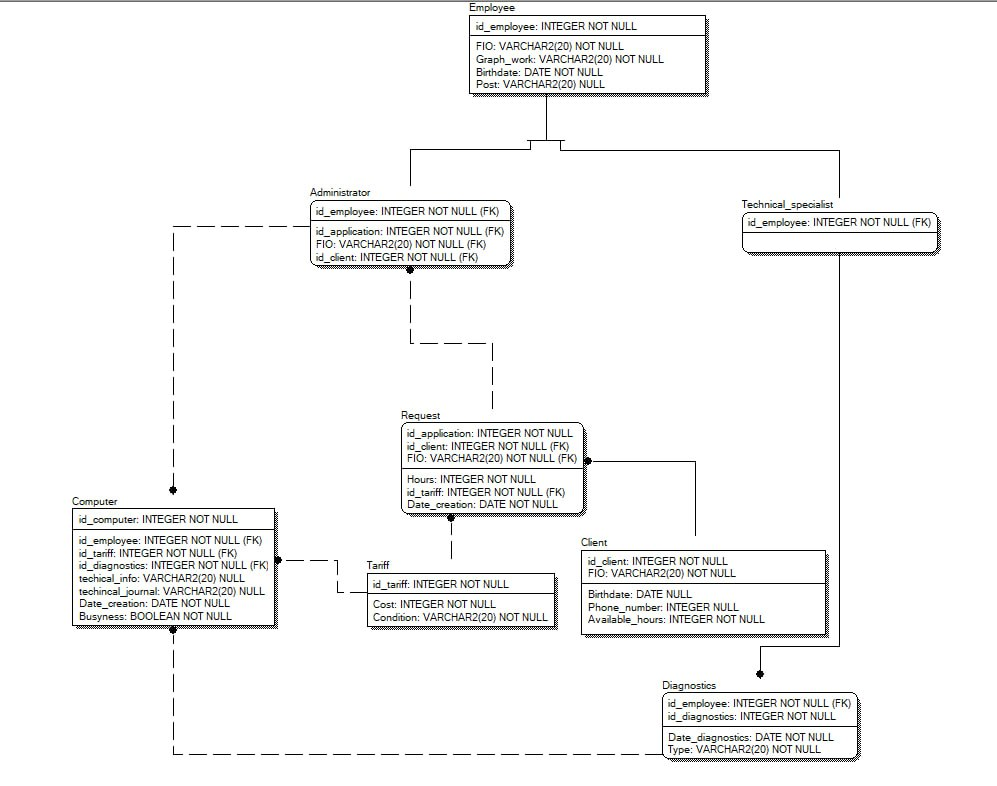 Employee
id_employee: INTEGER NOT NULL
FIO: VARCHAR2(20) NOT NULL
Graph_work: VARCHAR2(20) NOT NULL
Birthdate: DATE NOT NULL
Post: VARCHAR2(20) NULL
Administrator
id_employee: INTEGER NOT NULL (FK)
id_application: INTEGER NOT NULL (FK)
FIO: VARCHAR2(20) NOT NULL (FK)
id_client: INTEGER NOT NULL (FK)
Technical_specialist
id_employee: INTEGER NOT NULL (FK)
Request
id_application: INTEGER NOT NULL
id_client: INTEGER NOT NULL (FK)
FIO: VARCHAR2(20) NOT NULL (FK)
Hours: INTEGER NOT NULL
id_tariff: INTEGER NOT NULL (FK)
Date_creation: DATE NOT NULL
Computer
id_computer: INTEGER NOT NULL
id_employee: INTEGER NOT NULL (FK)
id_tariff: INTEGER NOT NULL (FK)
id_diagnostics: INTEGER NOT NULL (FK)
techical_info: VARCHAR2(20) NULL
techincal_journal: VARCHAR2(20) NULL
Date_creation: DATE NOT NULL
Busyness: BOOLEAN NOT NULL
Tariff
id_tariff: INTEGER NOT NULL
Cost: INTEGER NOT NULL
Condition: VARCHAR2(20) NOT NULL
Client
id_client: INTEGER NOT NULL
FIO: VARCHAR2(20) NOT NULL
Birthdate: DATE NULL
Phone_number: INTEGER NULL
Available_hours: INTEGER NOT NULL
Diagnostics
id_employee: INTEGER NOT NULL (FK)
id_diagnostics: INTEGER NOT NULL
Date_diagnostics: DATE NOT NULL
Type: VARCHAR2(20) NOT NULL